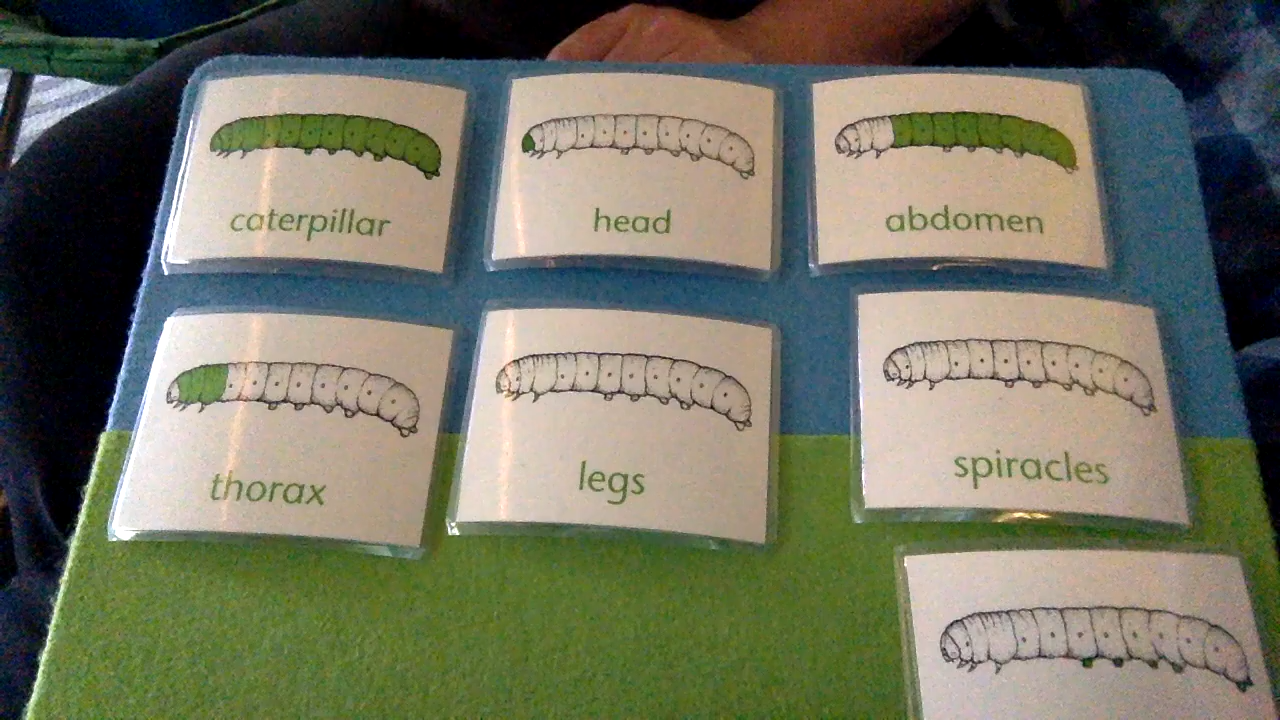 caterpillar
head
abdomen
thorax
legs
spiracles